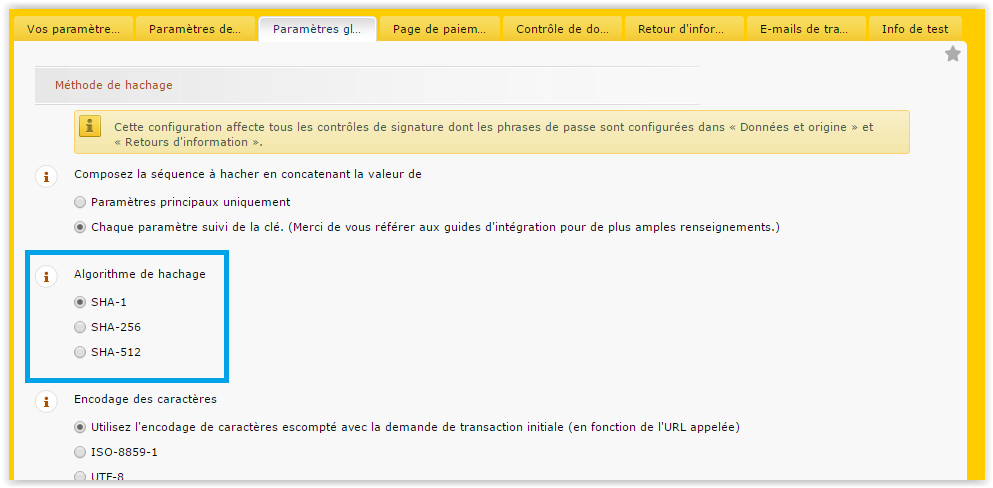 Vos paramètre...
Paramètres de...
Paramètres gl...
Page de paiem...
Contrôle de do...
Retour d'infor...
E-mails de tra...
Info de test
Méthode de hachage
Cette configuration affecte tous les contrôles de signature dont les phrases de passe sont configurées dans « Données et origine » et
« Retours d'information ».
Composez la séquence à hacher en concatenant la valeur de
Paramètres principaux uniquement
Chaque paramètre suivi de la clé. (Merci de vous référer aux guides d'intégration pour de plus amples renseignements.)
Algorithme de hachage
SHA-1
SHA-256
SHA-512
Encodage des caractères
Utilisez l'encodage de caractères escompté avec la demande de transaction initiale (en fonction de l'URL appelée)
ISO-8859-1
UTF-8